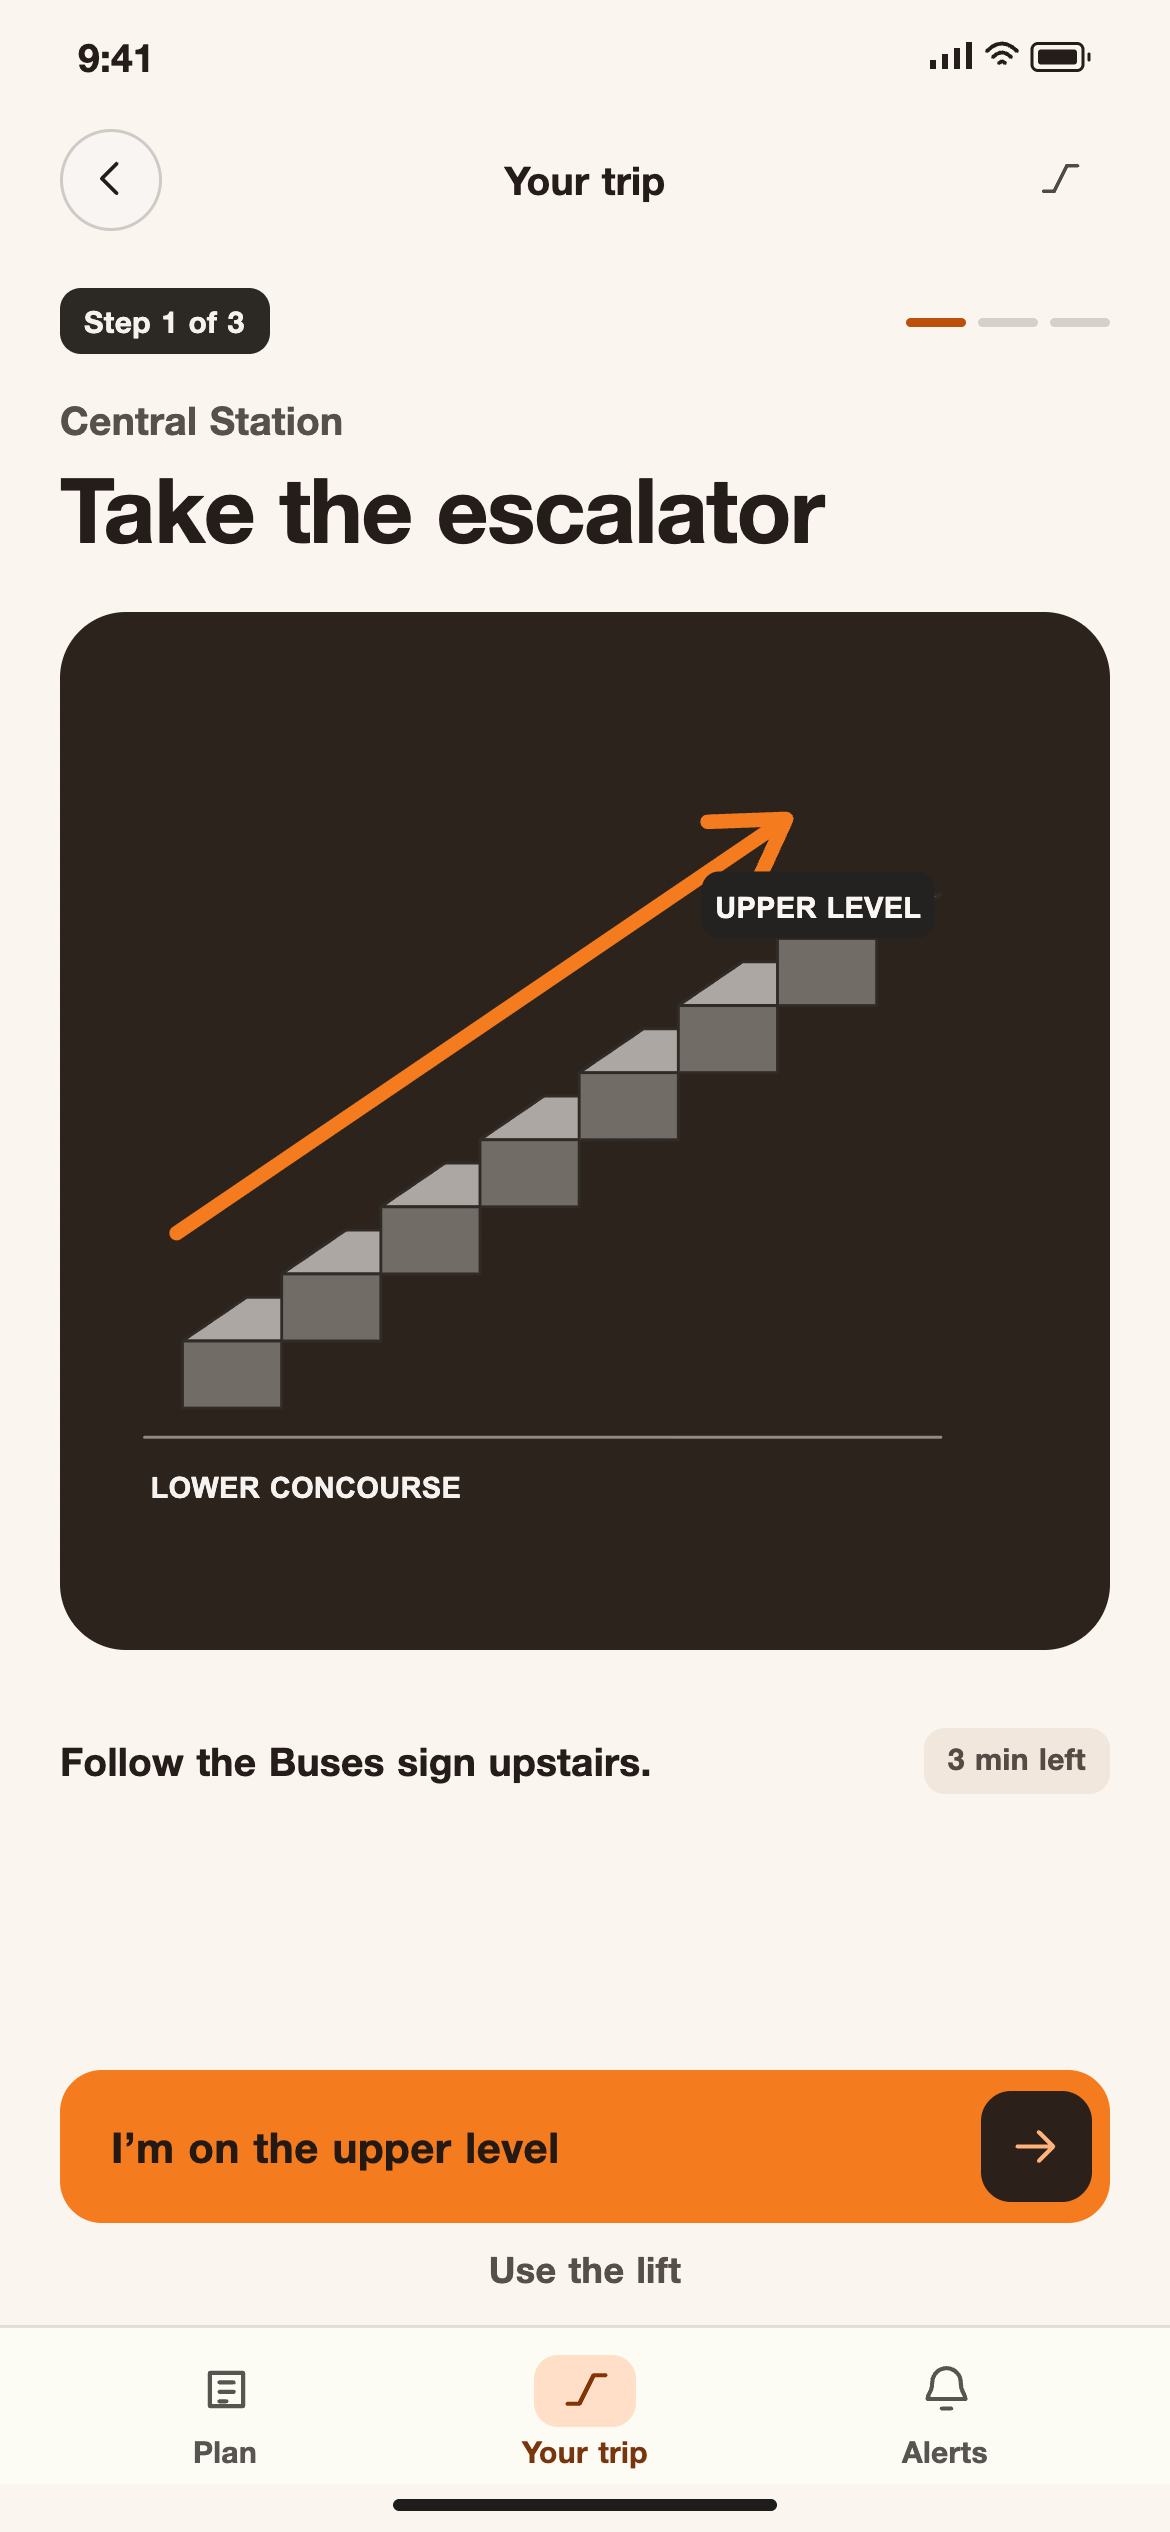 9:41
Your trip
Step 1 of 3
Central Station
Take the escalator
UPPER LEVEL
LOWER CONCOURSE
Follow the Buses sign upstairs.
3 min left
I’m on the upper level
Use the lift
Plan
Your trip
Alerts